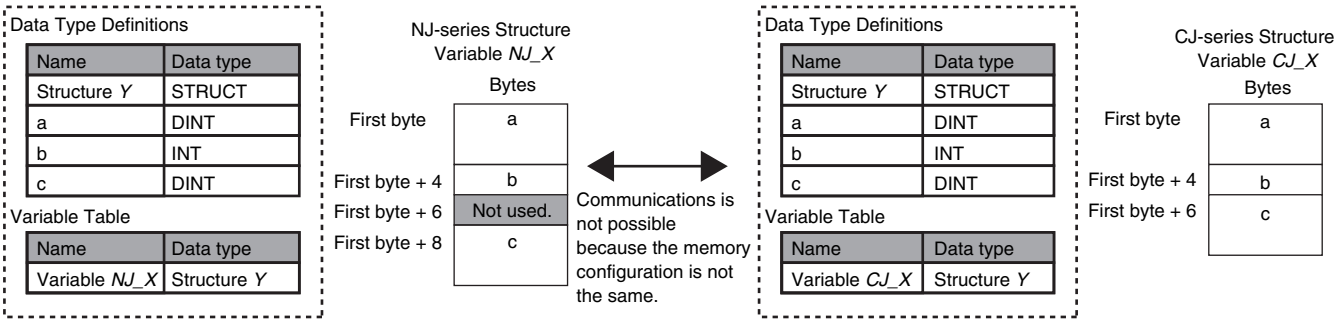 Data Type Definitions
Name Data type
Structure Y STRUCT
a DINT
b INT
c DINT
Variable Table
Name Data type
Variable NJ_X Structure Y
NJ-series Structure
Variable NJ_X
Bytes
First byte a
First byte + 4 b
First byte + 6 Not used.
First byte + 8 c
Communications is
not possible
because the memory
configuration is not
the same.
Data Type Definitions
Name Data type
Structure Y STRUCT
a DINT
b INT
c DINT
Variable Table
Name Data type
Variable CJ_X Structure Y
CJ-series Structure
Variable CJ_X
Bytes
First byte a
First byte + 4 b
First byte + 6 c